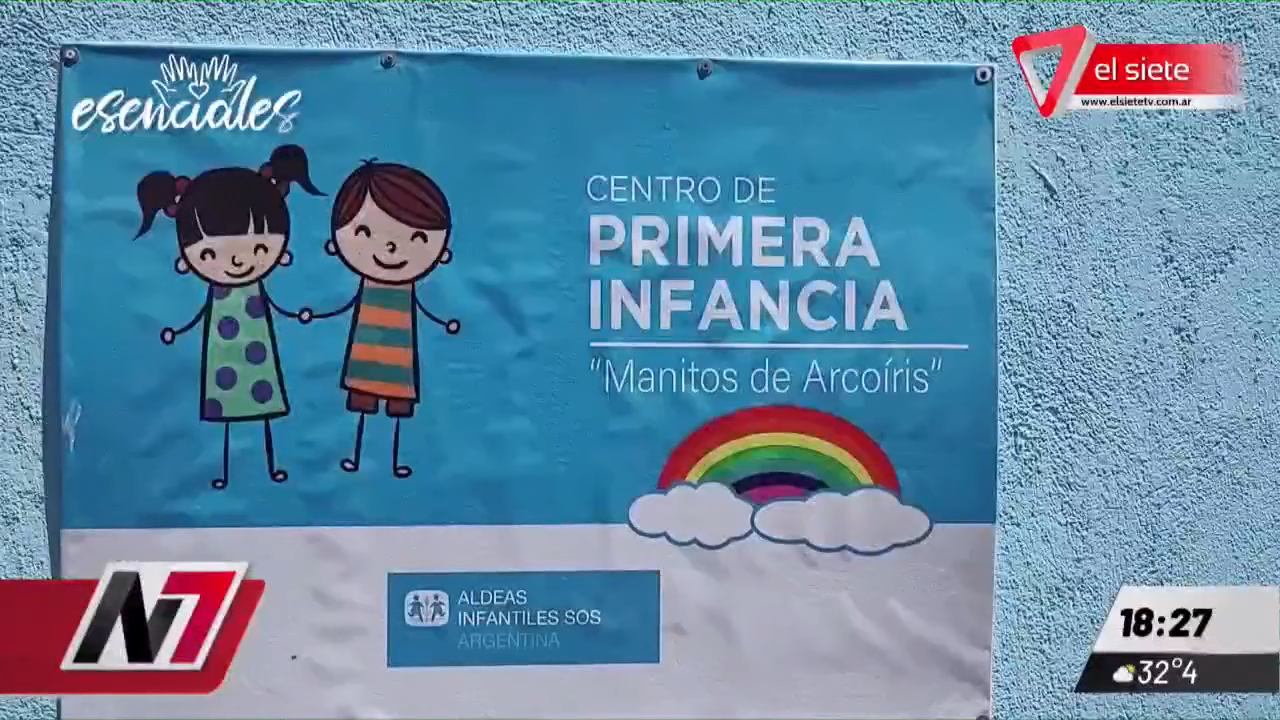 esenciales
el siete
www.elsietetv.com.ar
CENTRO DE
PRIMERA
INFANCIA
“Manitos de Arcoíris”
ALDEAS
INFANTILES SOS
ARGENTINA
N7
18:27
32°4